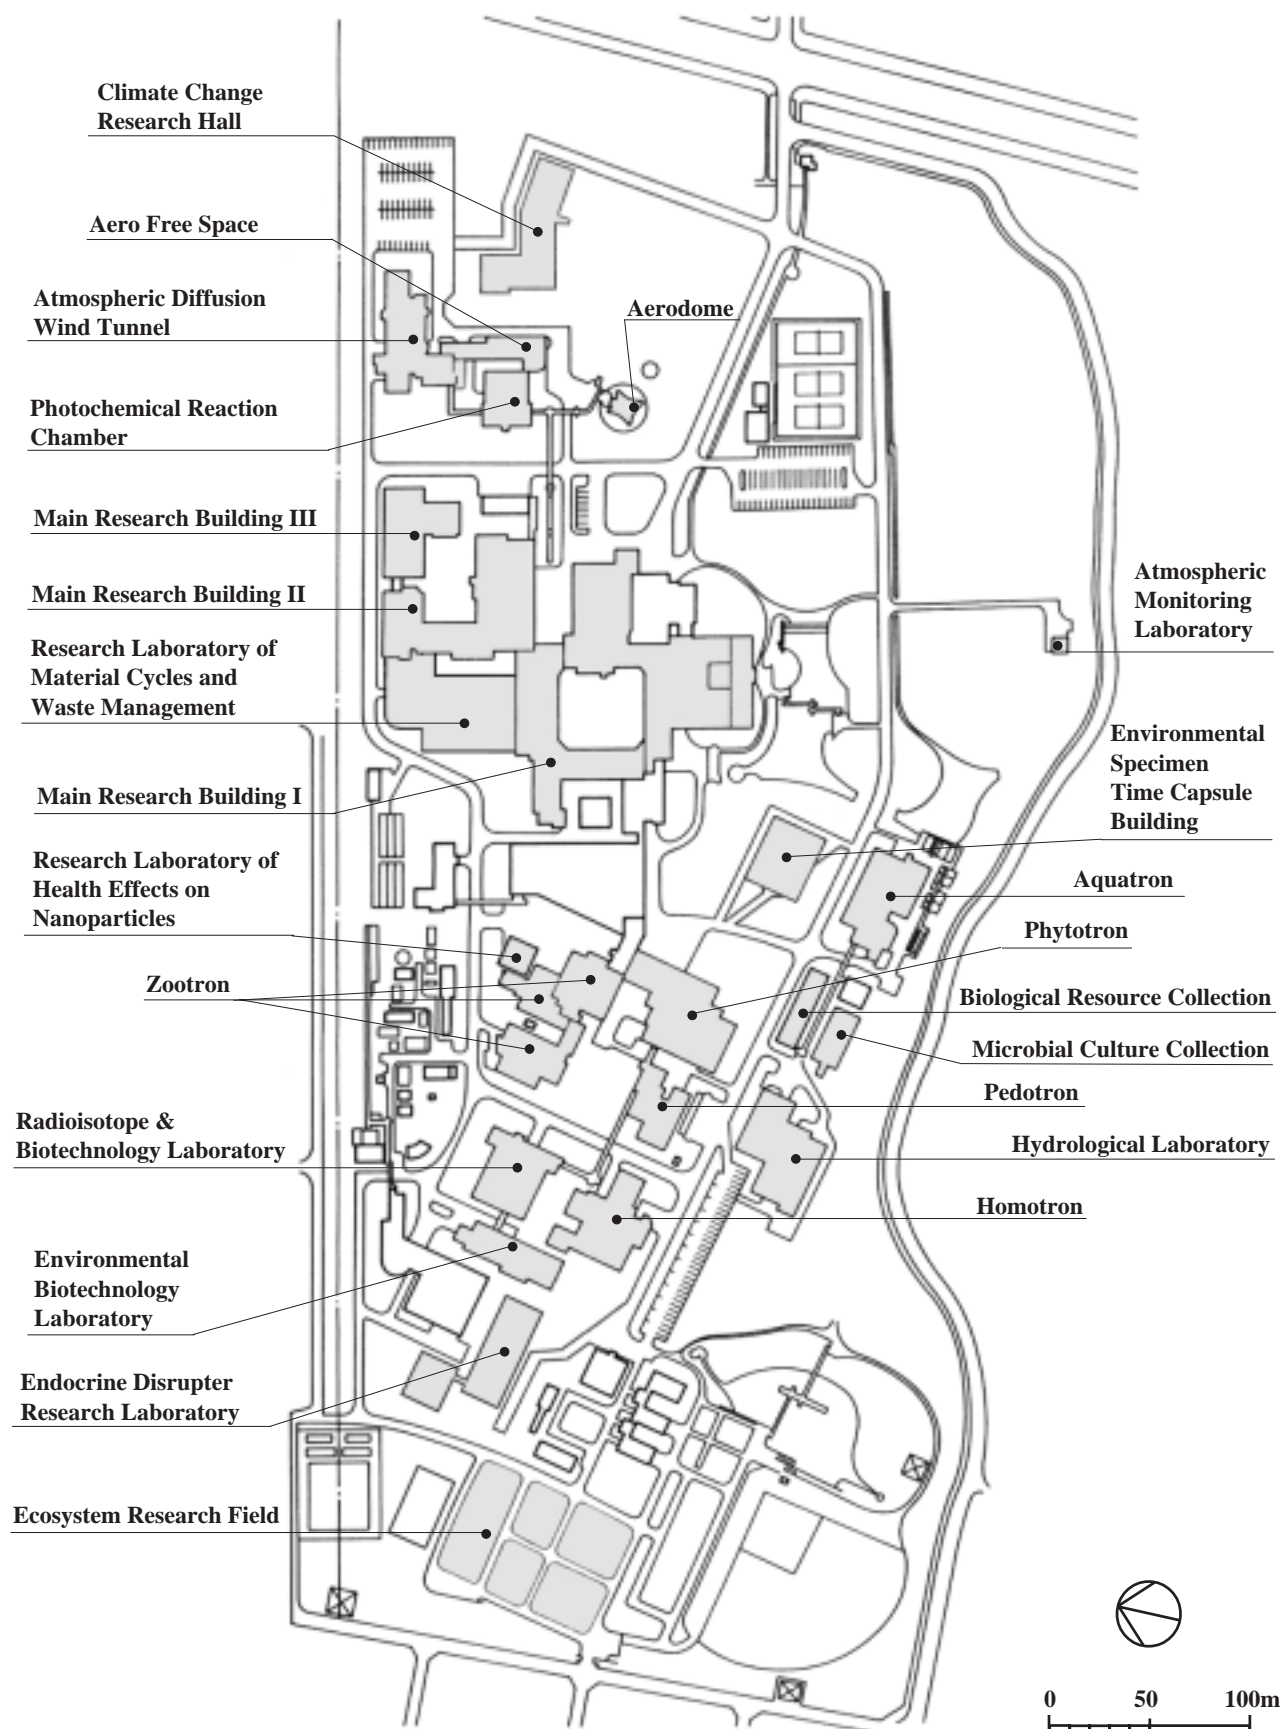 Climate Change
Research Hall
Aero Free Space
Atmospheric Diffusion
Wind Tunnel
Aerodome
Photochemical Reaction
Chamber
Main Research Building III
Main Research Building II
Atmospheric
Monitoring
Laboratory
Research Laboratory of
Material Cycles and
Waste Management
Environmental
Specimen
Time Capsule
Building
Main Research Building I
Research Laboratory of
Health Effects on
Nanoparticles
Aquatron
Phytotron
Zootron
Biological Resource Collection
Microbial Culture Collection
Pedotron
Radioisotope &
Biotechnology Laboratory
Hydrological Laboratory
Homotron
Environmental
Biotechnology
Laboratory
Endocrine Disrupter
Research Laboratory
Ecosystem Research Field
0 50 100m